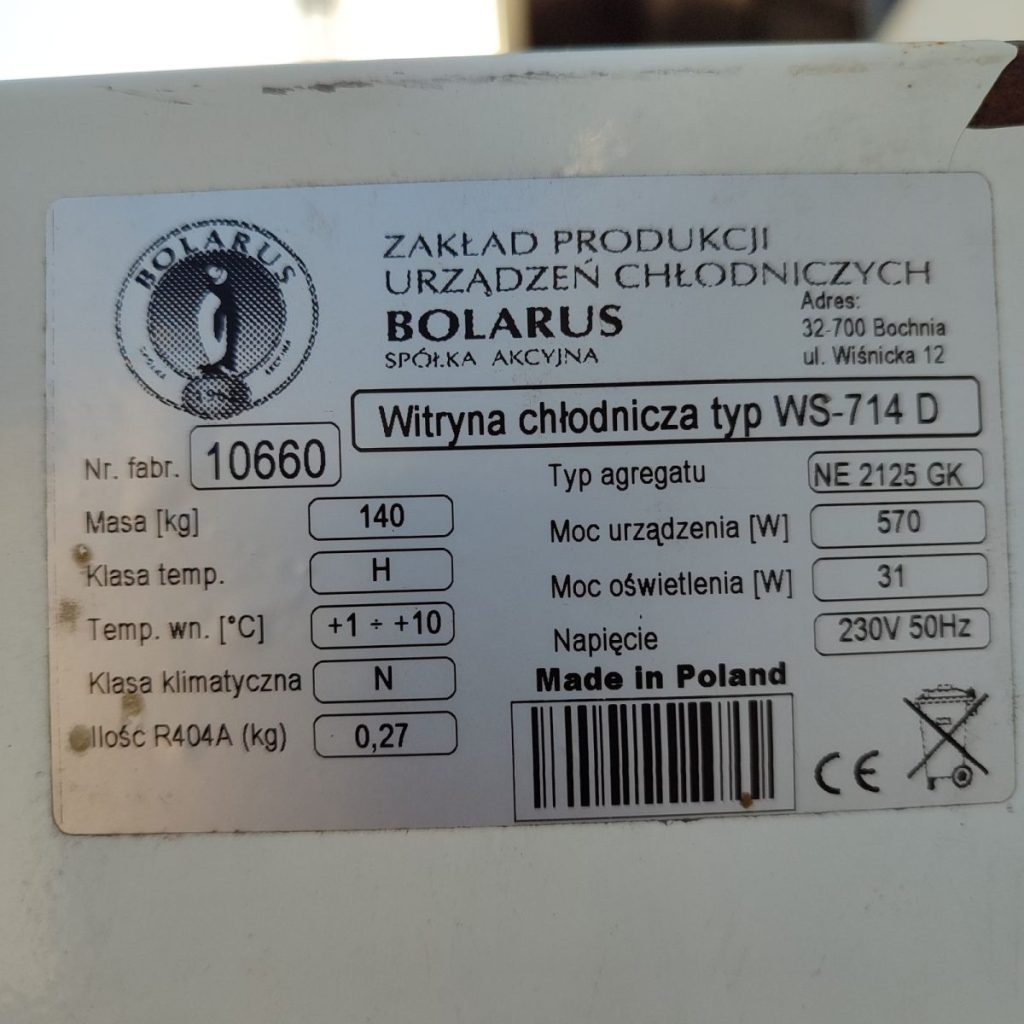 BOLARUS
ZAKŁAD PRODUKCJI
URZĄDZEŃ CHŁODNICZYCH
BOLARUS
SPÓŁKA AKCYJNA
Adres:
32-700 Bochnia
ul. Wiśnicka 12
Witryna chłodnicza typ WS-714 D
Nr. fabr. 10660
Masa [kg] 140
Klasa temp. H
Temp. wn. [°C] +1 ÷ +10
Klasa klimatyczna N
Ilość R404A (kg) 0,27
Typ agregatu NE 2125 GK
Moc urządzenia [W] 570
Moc oświetlenia [W] 31
Napięcie 230V 50Hz
Made in Poland
CE